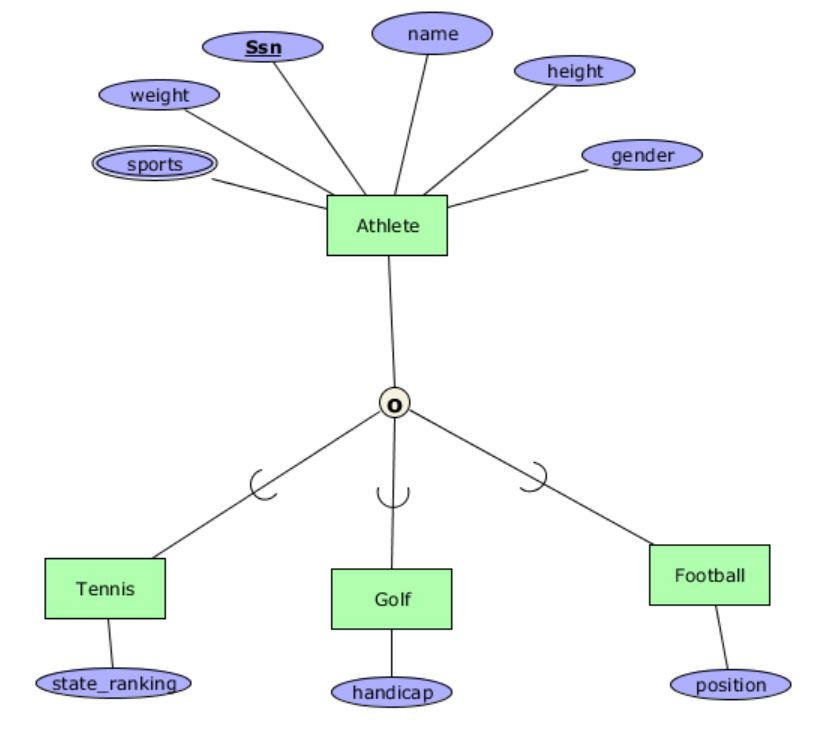 name
Ssn
height
weight
gender
sports
Athlete
o
Football
Tennis
Golf
state_ranking
position
handicap